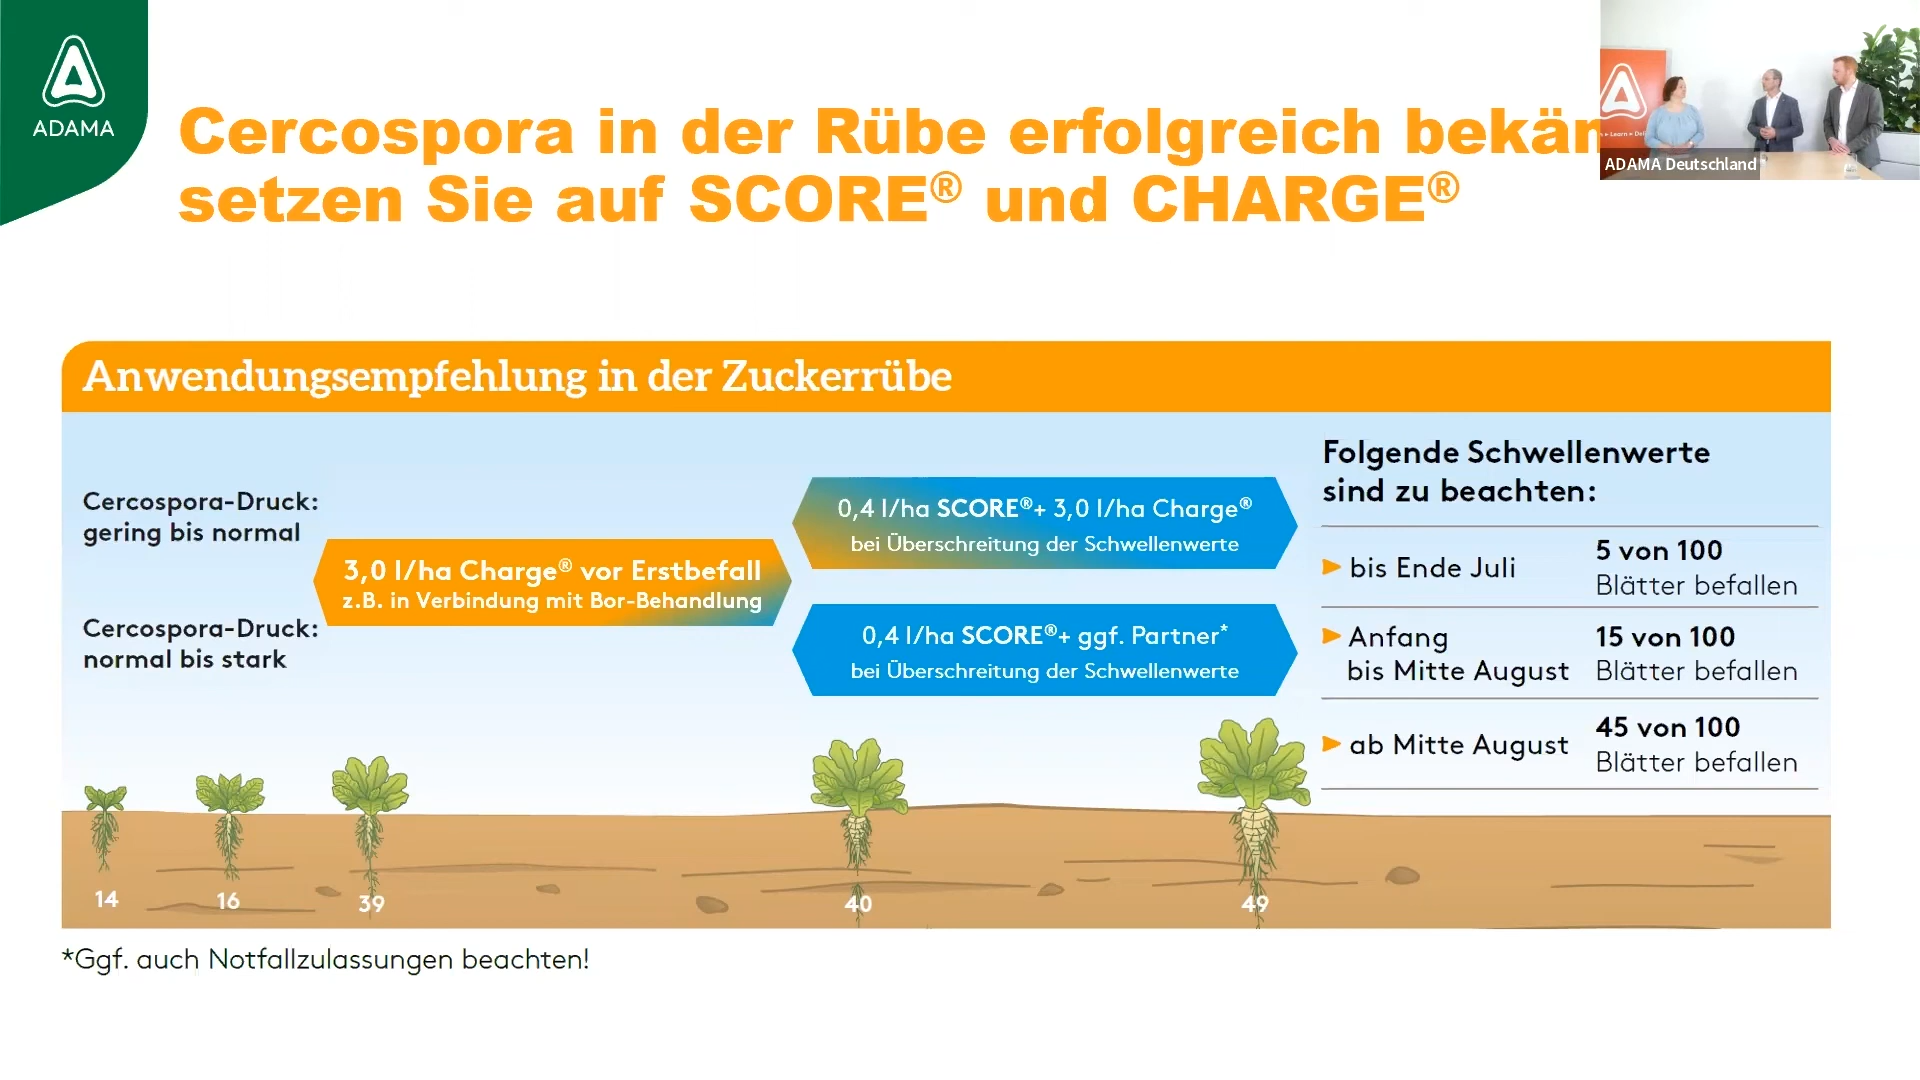 ADAMA
Cercospora in der Rübe erfolgreich
setzen Sie auf SCORE® und CHARGE®
ADAMA Deutschland
Anwendungsempfehlung in der Zuckerrübe
Cercospora-Druck:
gering bis normal
Cercospora-Druck:
normal bis stark
3,0 l/ha Charge® vor Erstbefall
z.B. in Verbindung mit Bor-Behandlung
0,4 l/ha SCORE®+ 3,0 l/ha Charge®
bei Überschreitung der Schwellenwerte
0,4 l/ha SCORE®+ ggf. Partner*
bei Überschreitung der Schwellenwerte
Folgende Schwellenwerte
sind zu beachten:
bis Ende Juli
5 von 100
Blätter befallen
Anfang
bis Mitte August
15 von 100
Blätter befallen
ab Mitte August
45 von 100
Blätter befallen
14 16 39 40 49
*Ggf. auch Notfallzulassungen beachten!